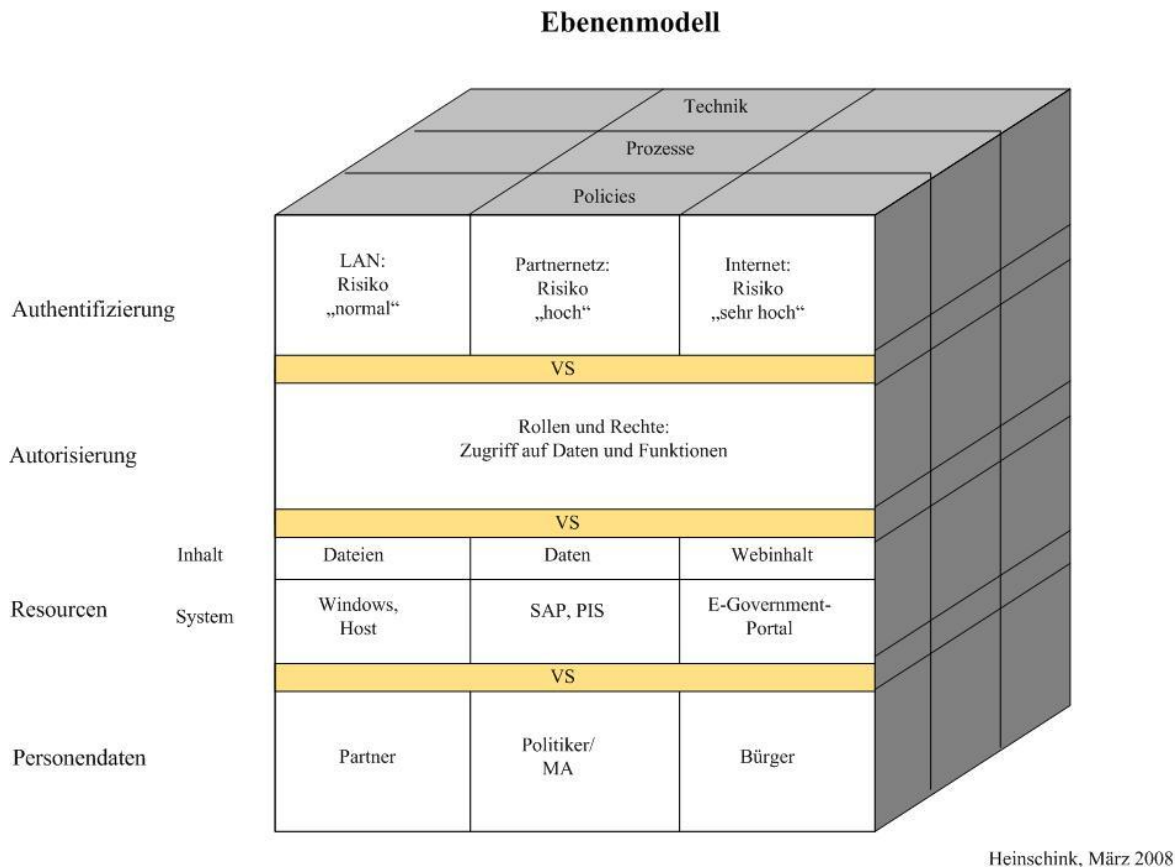 Ebenenmodell
Technik
Prozesse
Policies
Authentifizierung
LAN:
Risiko
„normal“
Partnernetz:
Risiko
„hoch“
Internet:
Risiko
„sehr hoch“
VS
Autorisierung
Rollen und Rechte:
Zugriff auf Daten und Funktionen
VS
Resourcen
Inhalt
Dateien
Daten
Webinhalt
System
Windows,
Host
SAP, PIS
E-Government-
Portal
VS
Personendaten
Partner
Politiker/
MA
Bürger
Heinschink, März 2008